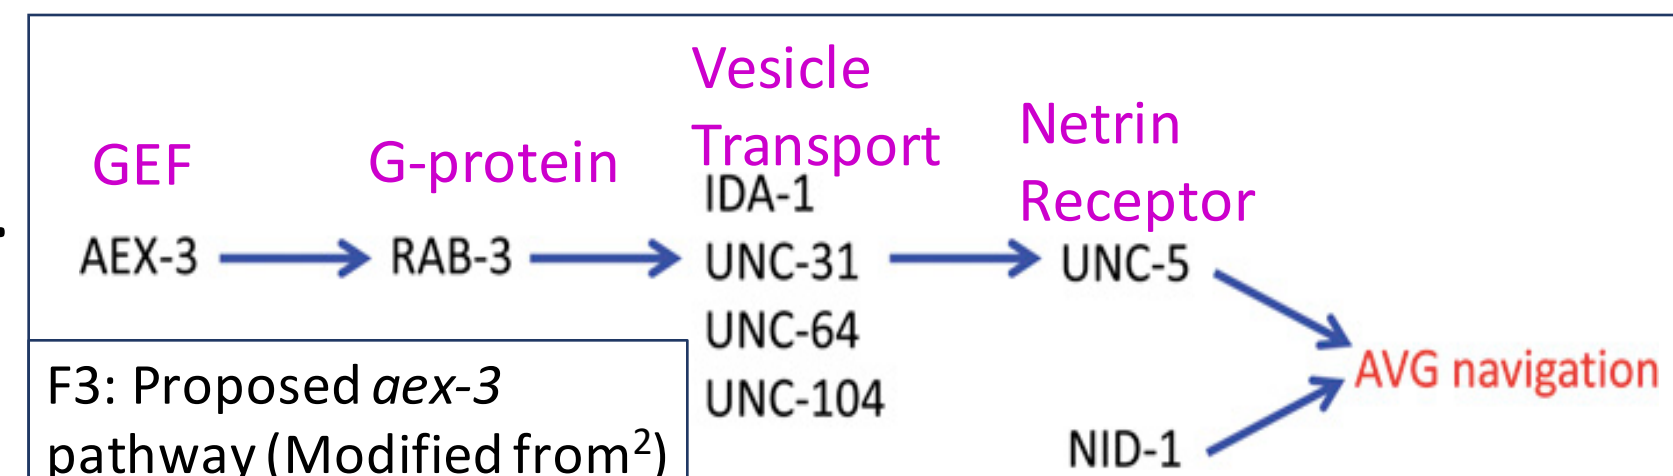 Vesicle
Transport
Netrin
Receptor
GEF
G-protein
IDA-1
AEX-3
RAB-3
UNC-31
UNC-5
UNC-64
UNC-104
AVG navigation
NID-1
F3: Proposed aex-3
pathway (Modified from²)